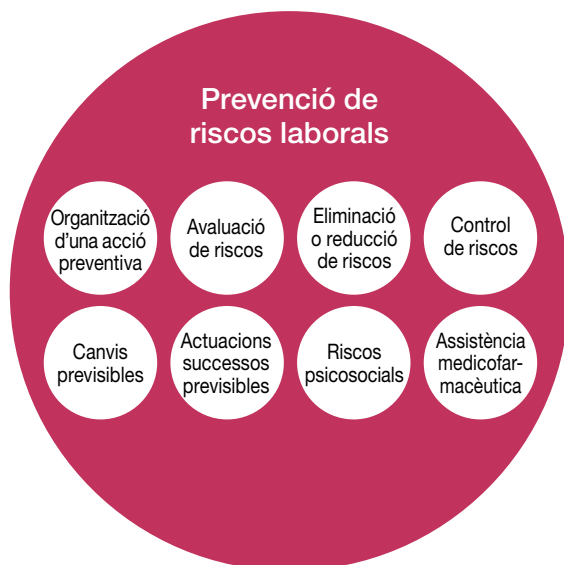 Prevenció de
riscos laborals
Organització
d'una acció
preventiva
Avaluació
de riscos
Eliminació
o reducció
de riscos
Control
de riscos
Canvis
previsibles
Actuacions
successos
previsibles
Riscos
psicosocials
Assistència
medicofar-
macèutica